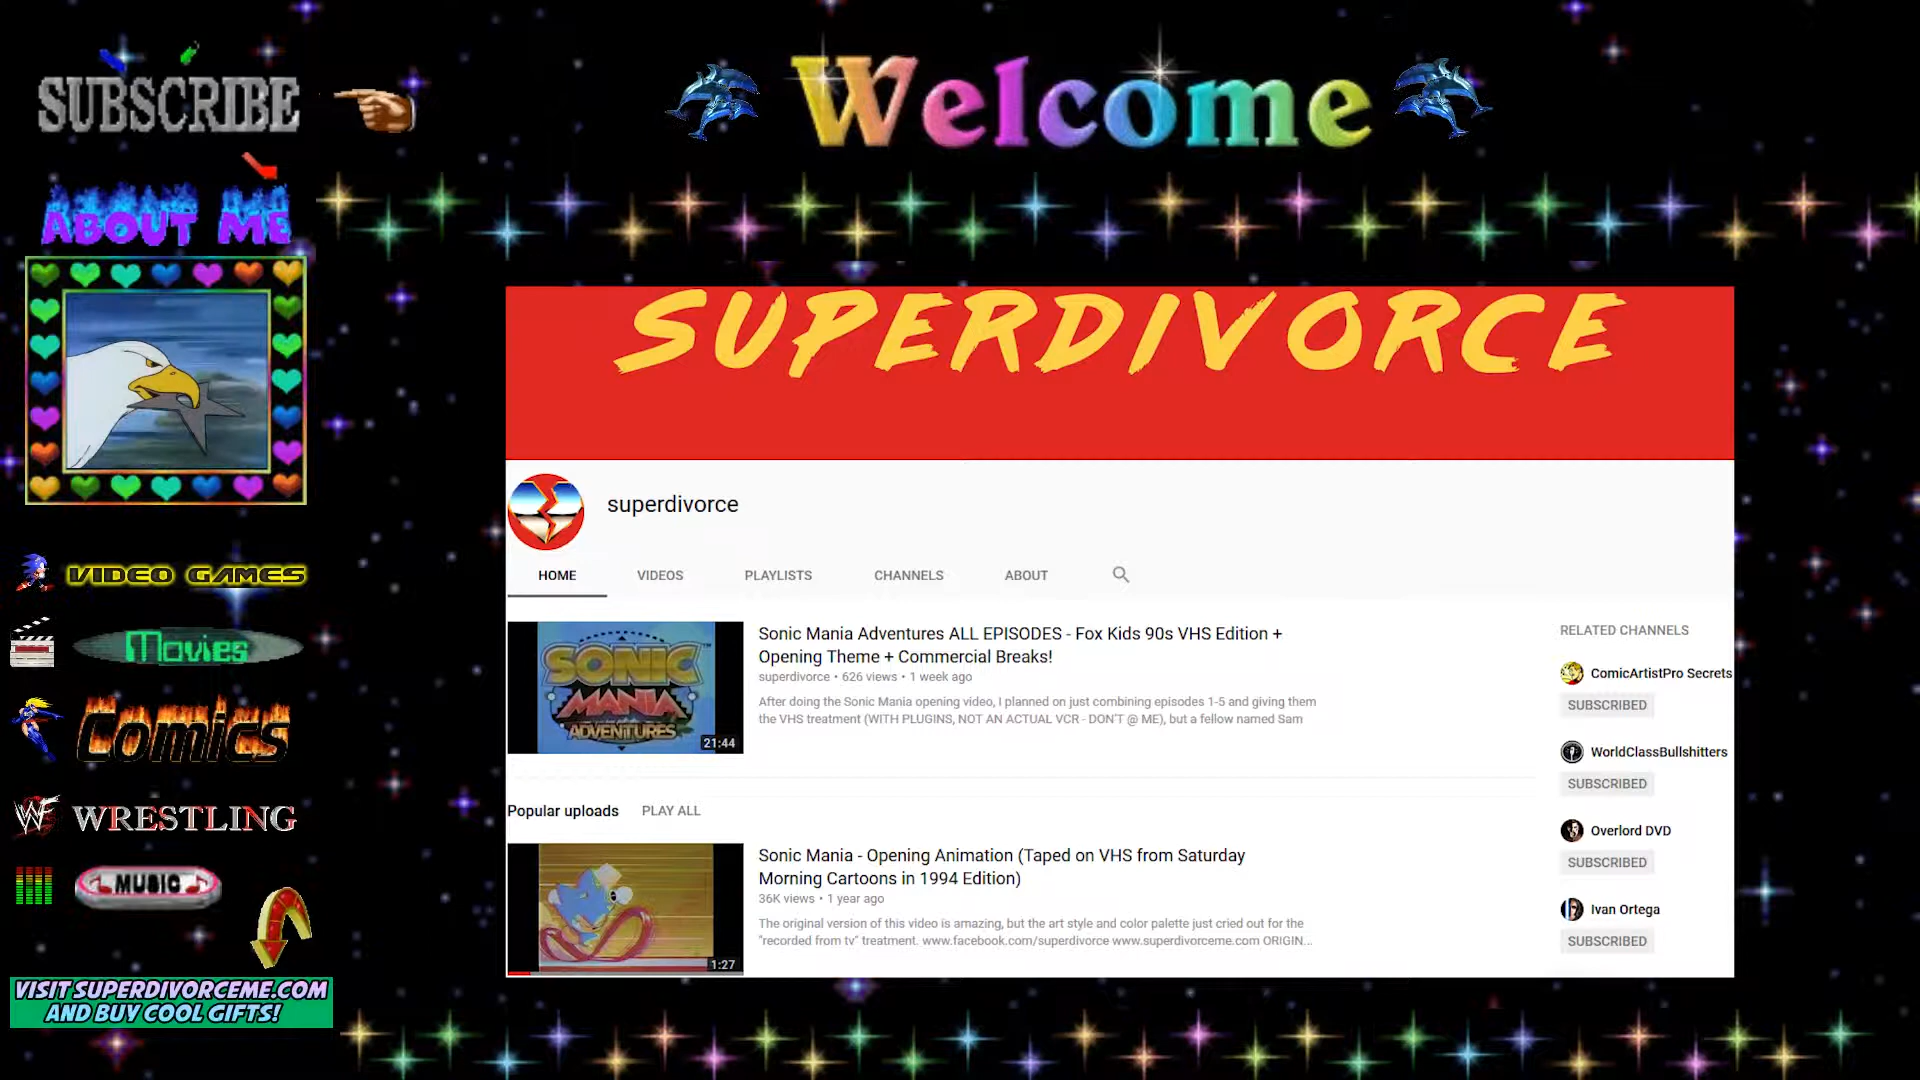 SUBSCRIBE
Welcome
ABOUT ME
VIDEO GAMES
Movies
Comics
WF WRESTLING
MUSIC
VISIT SUPERDIVORCEME.COM
AND BUY COOL GIFTS!
SUPERDIVORCE
superdivorce
HOME VIDEOS PLAYLISTS CHANNELS ABOUT
SONIC
MANIA
ADVENTURES
21:44
Sonic Mania Adventures ALL EPISODES - Fox Kids 90s VHS Edition +
Opening Theme + Commercial Breaks!
superdivorce • 626 views • 1 week ago
After doing the Sonic Mania opening video, I planned on just combining episodes 1-5 and giving them
the VHS treatment (WITH PLUGINS, NOT AN ACTUAL VCR - DON'T @ ME), but a fellow named Sam
Popular uploads PLAY ALL
1:27
Sonic Mania - Opening Animation (Taped on VHS from Saturday
Morning Cartoons in 1994 Edition)
36K views • 1 year ago
The original version of this video is amazing, but the art style and color palette just cried out for the
"recorded from tv" treatment. www.facebook.com/superdivorce www.superdivorceme.com ORIGIN...
RELATED CHANNELS
ComicArtistPro Secrets
SUBSCRIBED
WorldClassBullshitters
SUBSCRIBED
Overlord DVD
SUBSCRIBED
Ivan Ortega
SUBSCRIBED